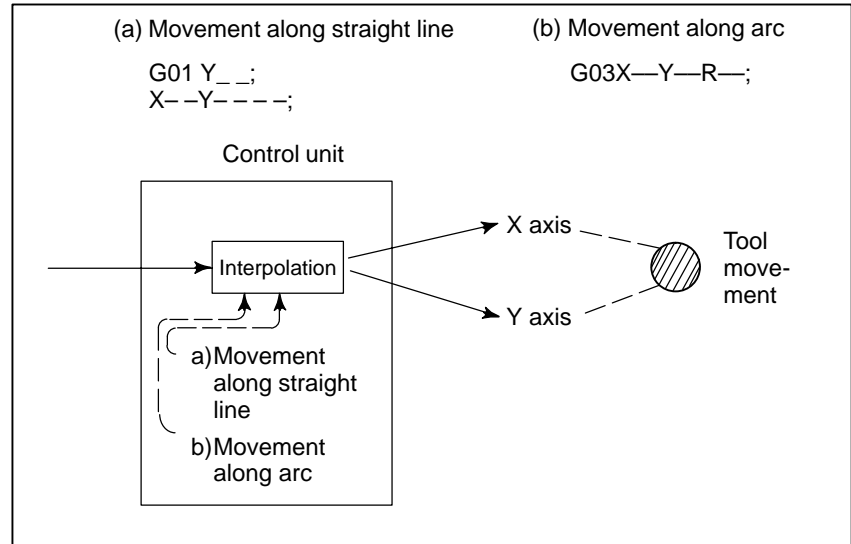 (a) Movement along straight line
G01 Y_ _;
X– –Y– – – –;
(b) Movement along arc
G03X––Y––R––;
Control unit
Interpolation
a)Movement
along straight
line
b)Movement
along arc
X axis
Y axis
Tool
move-
ment